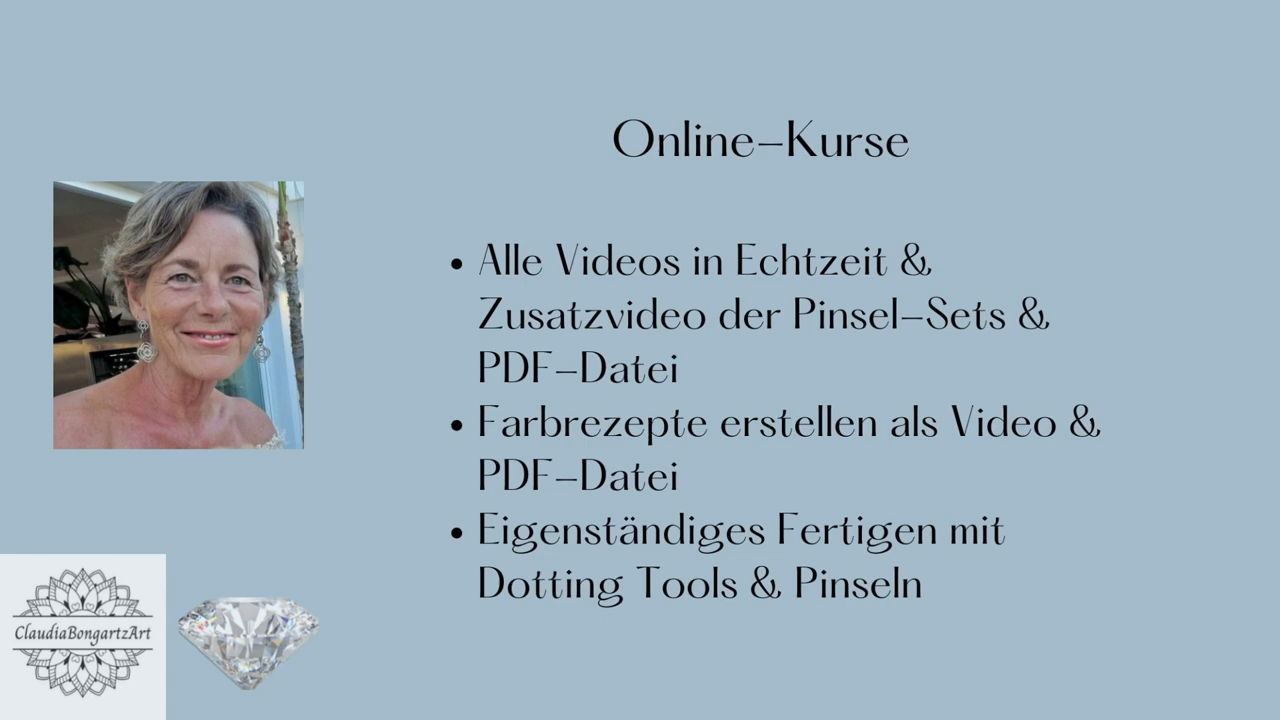 Online-Kurse
• Alle Videos in Echtzeit &
Zusatzvideo der Pinsel-Sets &
PDF-Datei
• Farbrezepte erstellen als Video &
PDF-Datei
• Eigenständiges Fertigen mit
Dotting Tools & Pinseln
ClaudiaBongartzArt